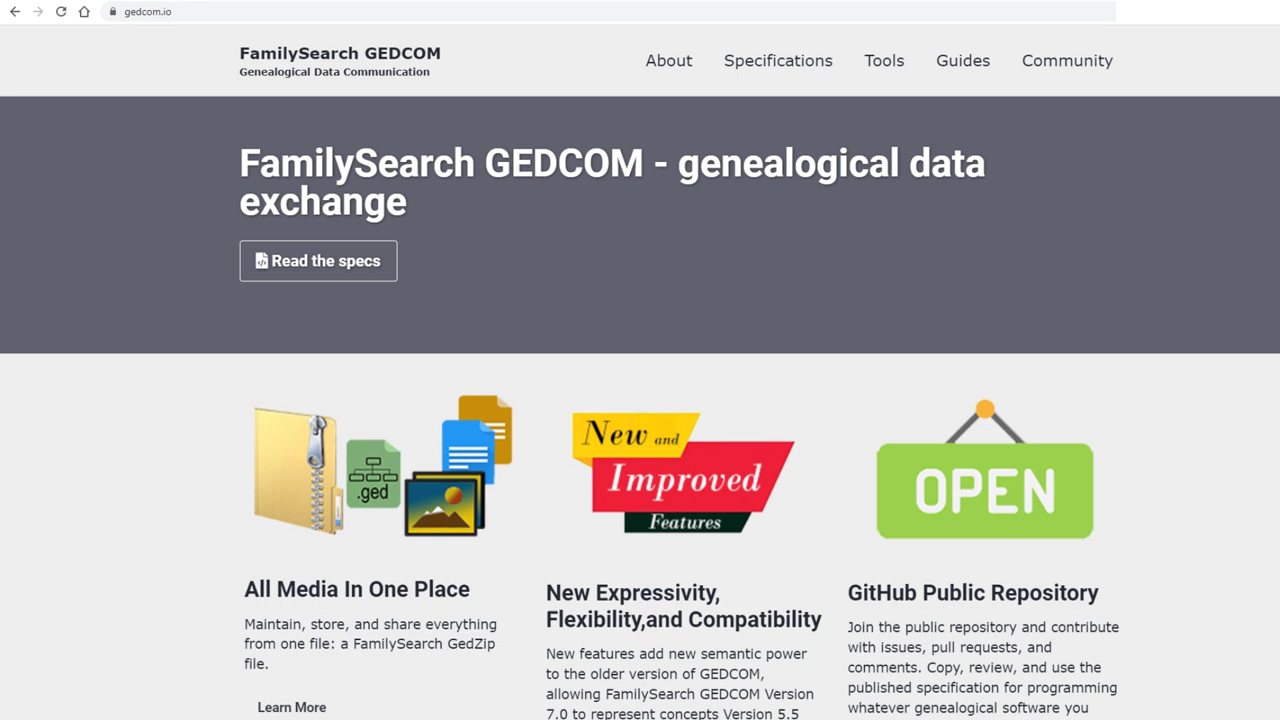 gedcom.io
FamilySearch GEDCOM
Genealogical Data Communication
About Specifications Tools Guides Community
FamilySearch GEDCOM - genealogical data
exchange
Read the specs
.ged
New and
Improved
Features
OPEN
All Media In One Place
Maintain, store, and share everything
from one file: a FamilySearch GedZip
file.
Learn More
New Expressivity,
Flexibility,and Compatibility
New features add new semantic power
to the older version of GEDCOM,
allowing FamilySearch GEDCOM Version
7.0 to represent concepts Version 5.5
GitHub Public Repository
Join the public repository and contribute
with issues, pull requests, and
comments. Copy, review, and use the
published specification for programming
whatever genealogical software you